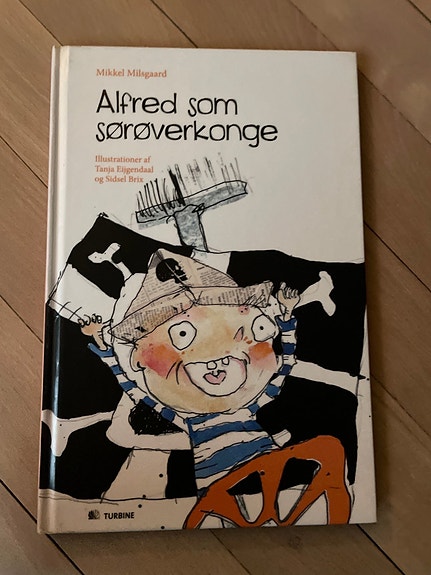 Mikkel Milsgaard
Alfred som
sørøverkonge
Illustrationer af
Tanja Eijgendaal
og Sidsel Brix
TURBINE